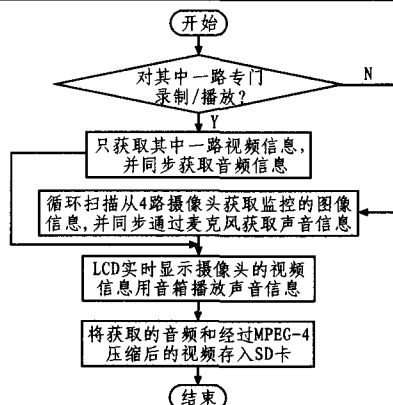 开始
对其中一路专门
录制/播放?
N
Y
只获取其中一路视频信息,
并同步获取音频信息
循环扫描从4路摄像头获取监控的图像
信息,并同步通过麦克风获取声音信息
LCD实时显示摄像头的视频
信息用音箱播放声音信息
将获取的音频和经过MPEG-4
压缩后的视频存入SD卡
结束